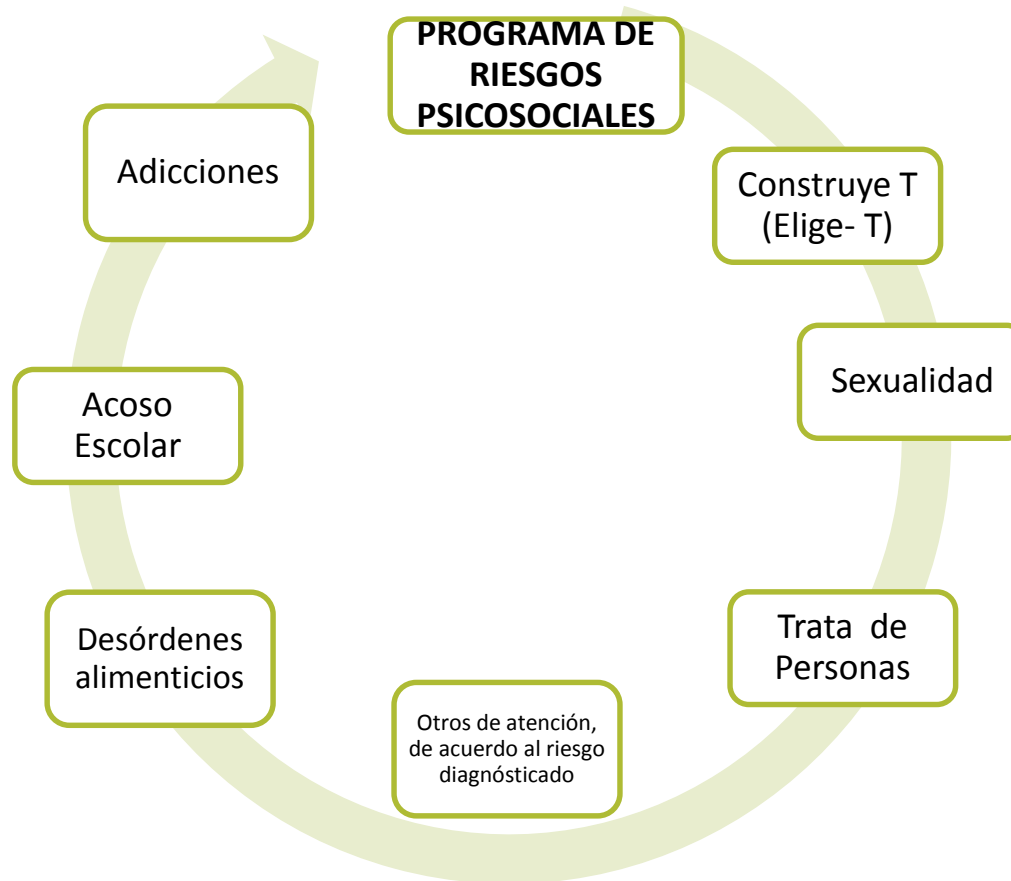 PROGRAMA DE
RIESGOS
PSICOSOCIALES
Construye T
(Elige- T)
Sexualidad
Trata  de
Personas
Otros de atención,
de acuerdo al riesgo
diagnósticado
Desórdenes
alimenticios
Acoso
Escolar
Adicciones